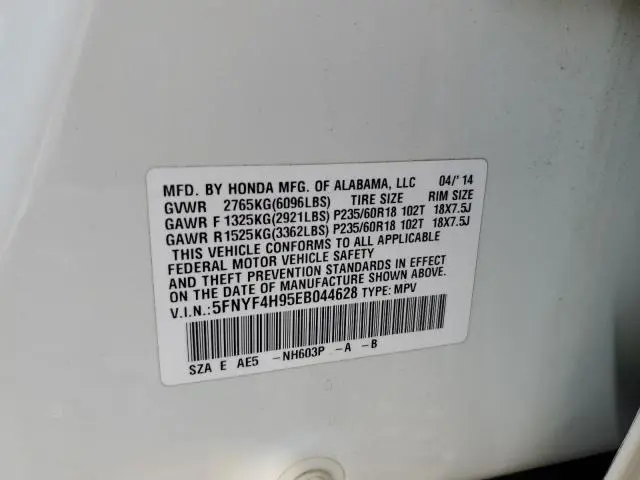 MFD. BY HONDA MFG. OF ALABAMA, LLC 04/'14
GVWR 2765KG(6096LBS) TIRE SIZE RIM SIZE
GAWR F 1325KG(2921LBS) P235/60R18 102T 18X7.5J
GAWR R1525KG(3362LBS) P235/60R18 102T 18X7.5J
THIS VEHICLE CONFORMS TO ALL APPLICABLE
FEDERAL MOTOR VEHICLE SAFETY
AND THEFT PREVENTION STANDARDS IN EFFECT
ON THE DATE OF MANUFACTURE SHOWN ABOVE.
V.I.N.:5FNYF4H95EB044628 TYPE: MPV
SZA E AE5 -NH603P -A -B